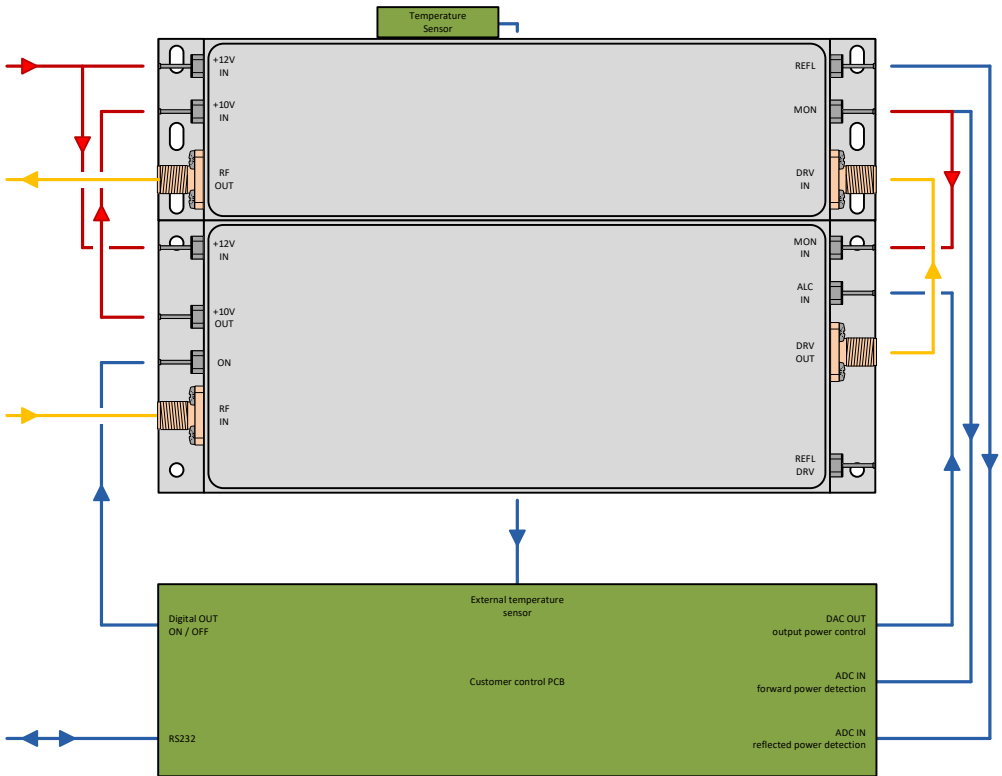 Temperature
Sensor
+12V
IN
REFL
+10V
IN
MON
RF
OUT
DRV
IN
+12V
IN
MON
IN
ALC
IN
+10V
OUT
DRV
OUT
ON
RF
IN
REFL
DRV
External temperature
sensor
Digital OUT
ON / OFF
DAC OUT
output power control
Customer control PCB
ADC IN
forward power detection
RS232
ADC IN
reflected power detection